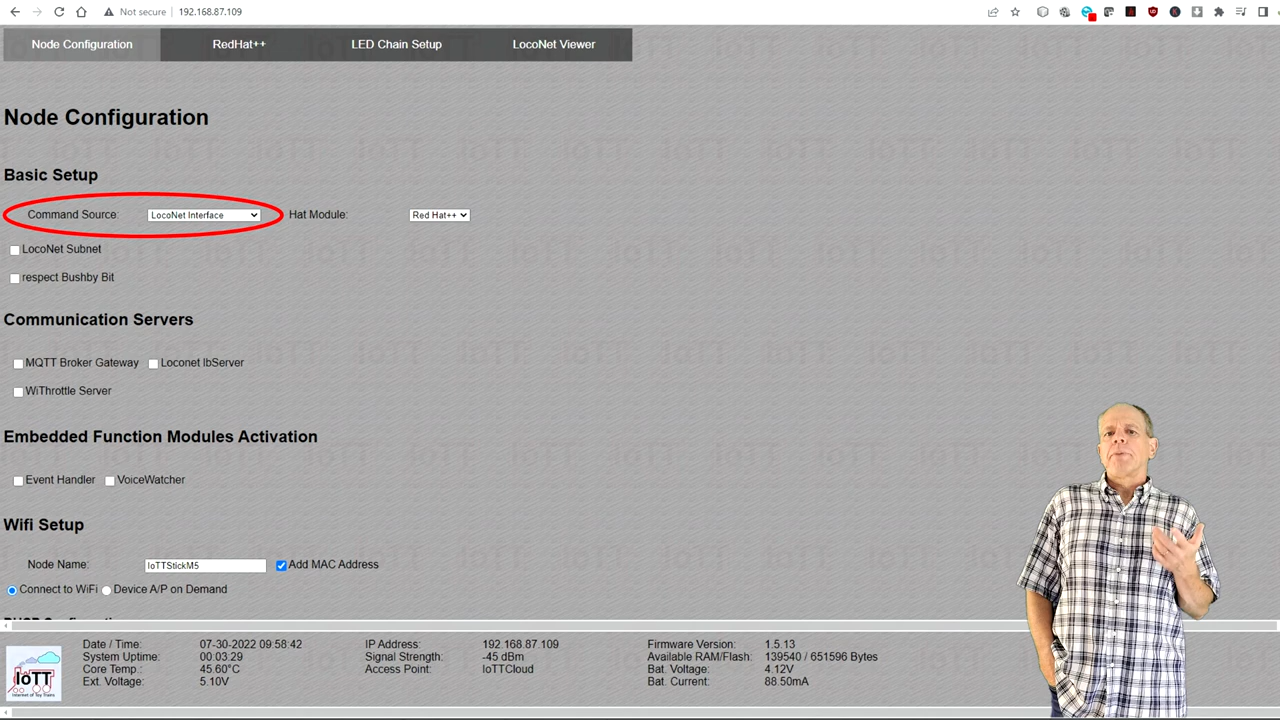 Not secure | 192.168.87.109
Node Configuration RedHat++ LED Chain Setup LocoNet Viewer
Node Configuration
Basic Setup
Command Source: LocoNet Interface Hat Module: Red Hat++
LocoNet Subnet
respect Bushby Bit
Communication Servers
MQTT Broker Gateway Loconet lbServer
WiThrottle Server
Embedded Function Modules Activation
Event Handler VoiceWatcher
Wifi Setup
Node Name: IoTTStickM5 Add MAC Address
Connect to WiFi Device A/P on Demand
Date / Time: 07-30-2022 09:58:42 IP Address: 192.168.87.109 Firmware Version: 1.5.13
System Uptime: 00:03:29 Signal Strength: -45 dBm Available RAM/Flash: 139540 / 651596 Bytes
Core Temp.: 45.60°C Access Point: IoTTCloud Bat. Voltage: 4.12V
Ext. Voltage: 5.10V Bat. Current: 88.50mA
IoTT
Internet of Toy Trains